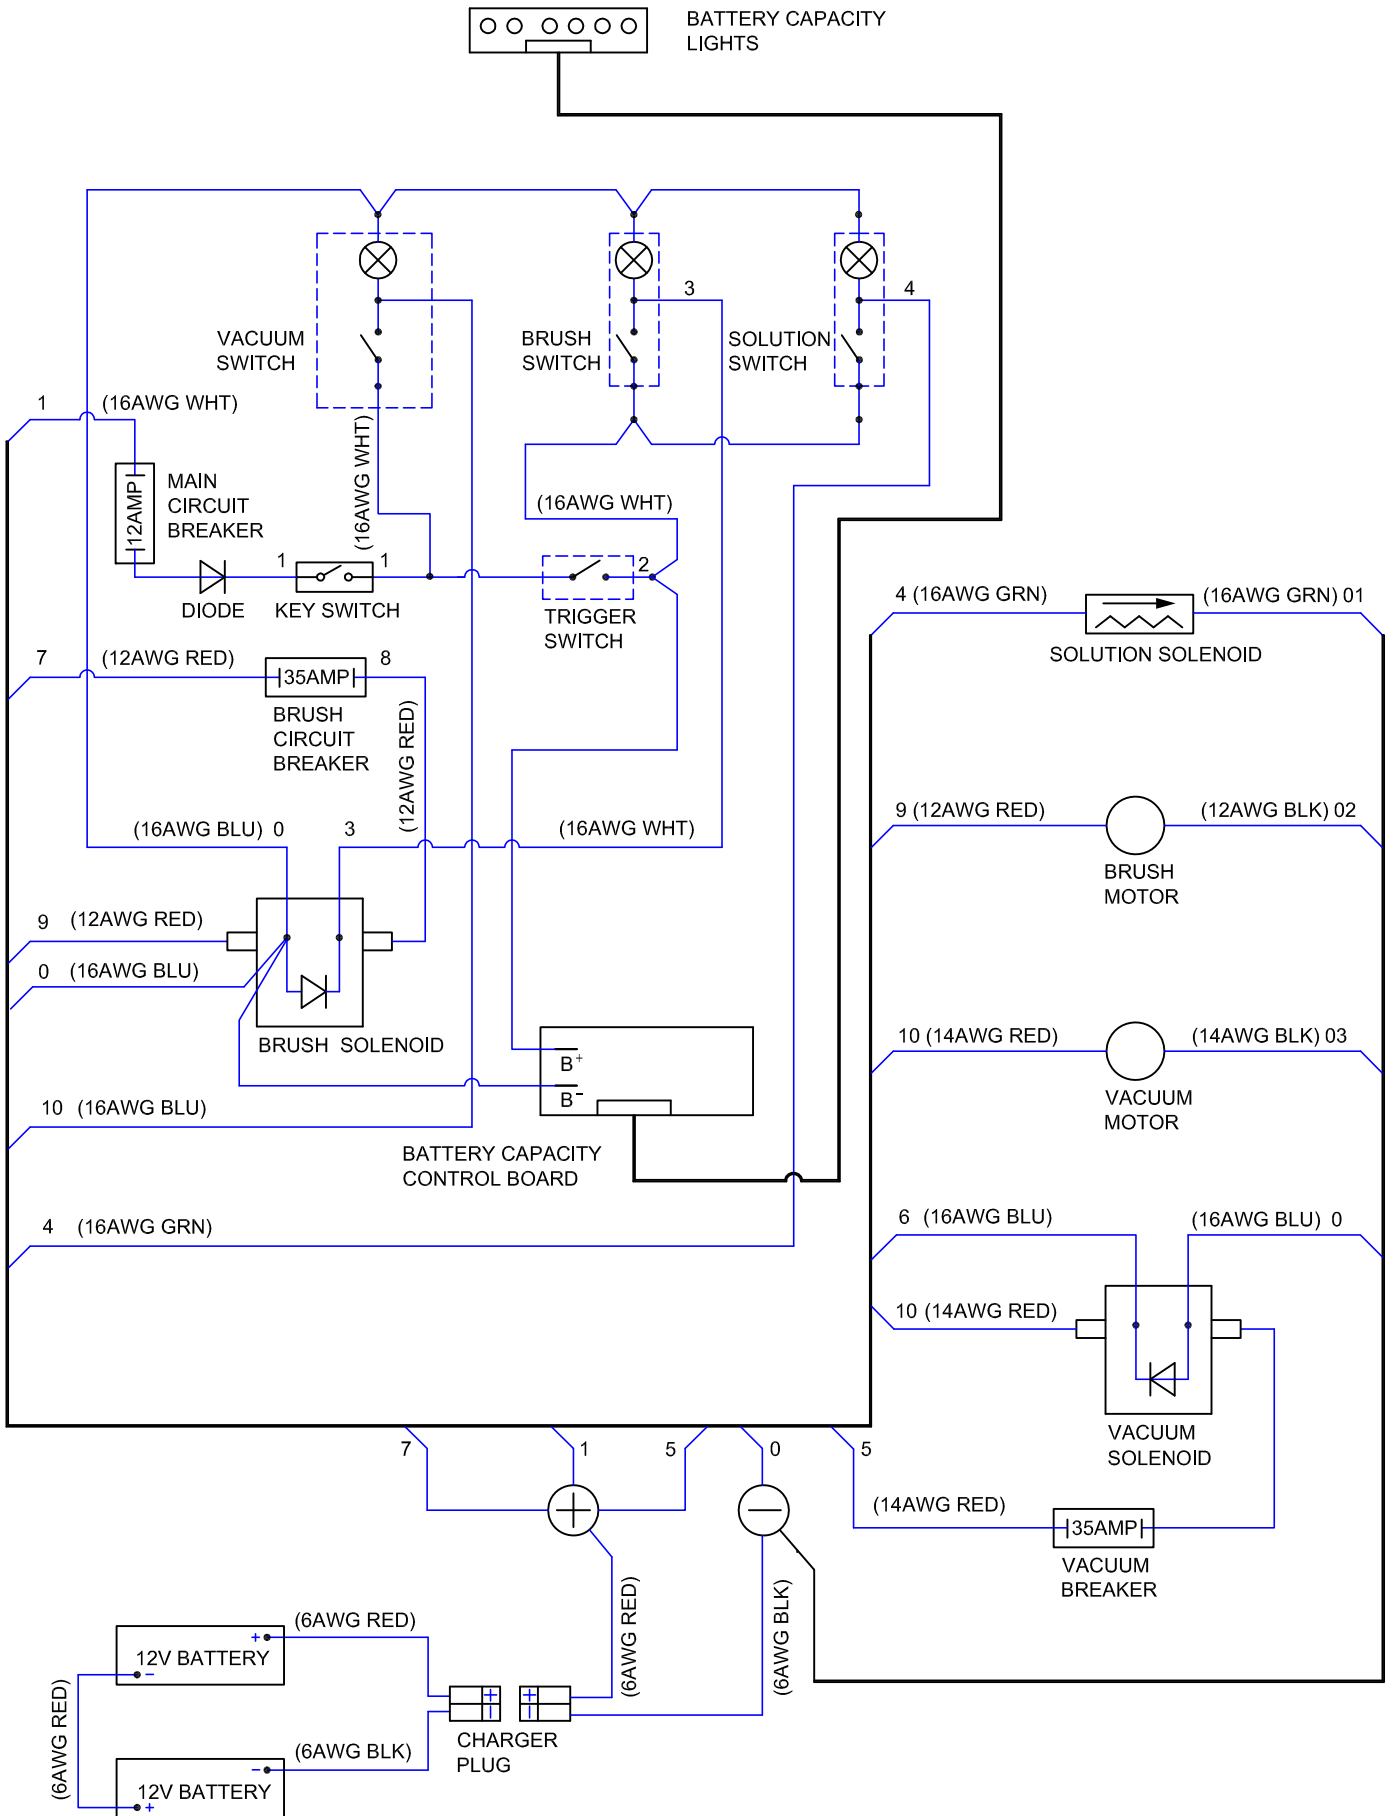 BATTERY CAPACITY
LIGHTS
3
4
VACUUM
SWITCH
BRUSH
SWITCH
SOLUTION
SWITCH
1
(16AWG WHT)
(16AWG WHT)
MAIN
CIRCUIT
BREAKER
12AMP
(16AWG WHT)
1
1
2
DIODE
KEY SWITCH
TRIGGER
SWITCH
4 (16AWG GRN)
(16AWG GRN) 01
SOLUTION SOLENOID
7
(12AWG RED)
8
35AMP
BRUSH
CIRCUIT
BREAKER
(12AWG RED)
(16AWG BLU) 0
3
(16AWG WHT)
9 (12AWG RED)
(12AWG BLK) 02
BRUSH
MOTOR
9
(12AWG RED)
0
(16AWG BLU)
BRUSH SOLENOID
B+
B-
10 (14AWG RED)
(14AWG BLK) 03
VACUUM
MOTOR
10 (16AWG BLU)
BATTERY CAPACITY
CONTROL BOARD
4 (16AWG GRN)
6 (16AWG BLU)
(16AWG BLU) 0
10 (14AWG RED)
VACUUM
SOLENOID
7
1
5
0
5
+
−
(14AWG RED)
35AMP
VACUUM
BREAKER
(6AWG RED)
(6AWG BLK)
(6AWG RED)
+
12V BATTERY
-
(6AWG RED)
+
-
+
-
CHARGER
PLUG
(6AWG BLK)
-
12V BATTERY
+